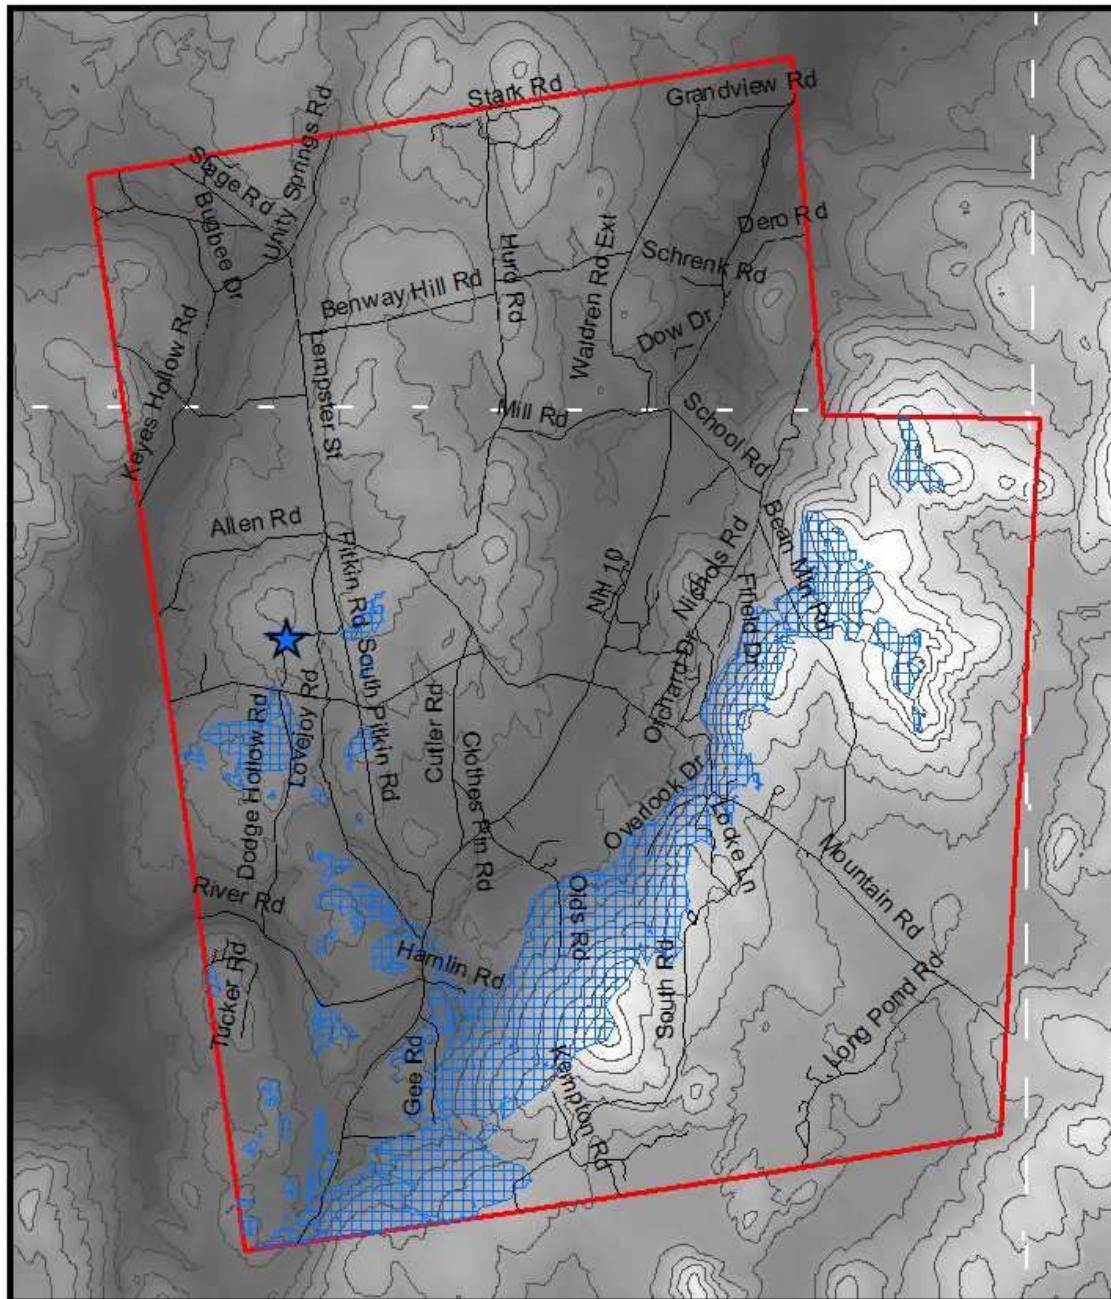 Stark Rd
Grandview Rd
Stage Rd
Unity Springs Rd
Bugbee Dr
Dero Rd
Hurd Rd
Waldren Rd Ext
Schrenk Rd
Benway Hill Rd
Keyes Hollow Rd
Lempster St
Dow Dr
Mill Rd
School Rd
Allen Rd
Pitkin Rd
NH 10
Nichols Rd
Bean Mtn Rd
Fifield Dr
Orchard Dr
South Pitkin Rd
Lovejoy Rd
Dodge Hollow Rd
Cutler Rd
Clothes Pin Rd
Overlook Dr
Locke Ln
Mountain Rd
River Rd
Olds Rd
Tucker Rd
Hamlin Rd
South Rd
Long Pond Rd
Gee Rd
Kempton Rd